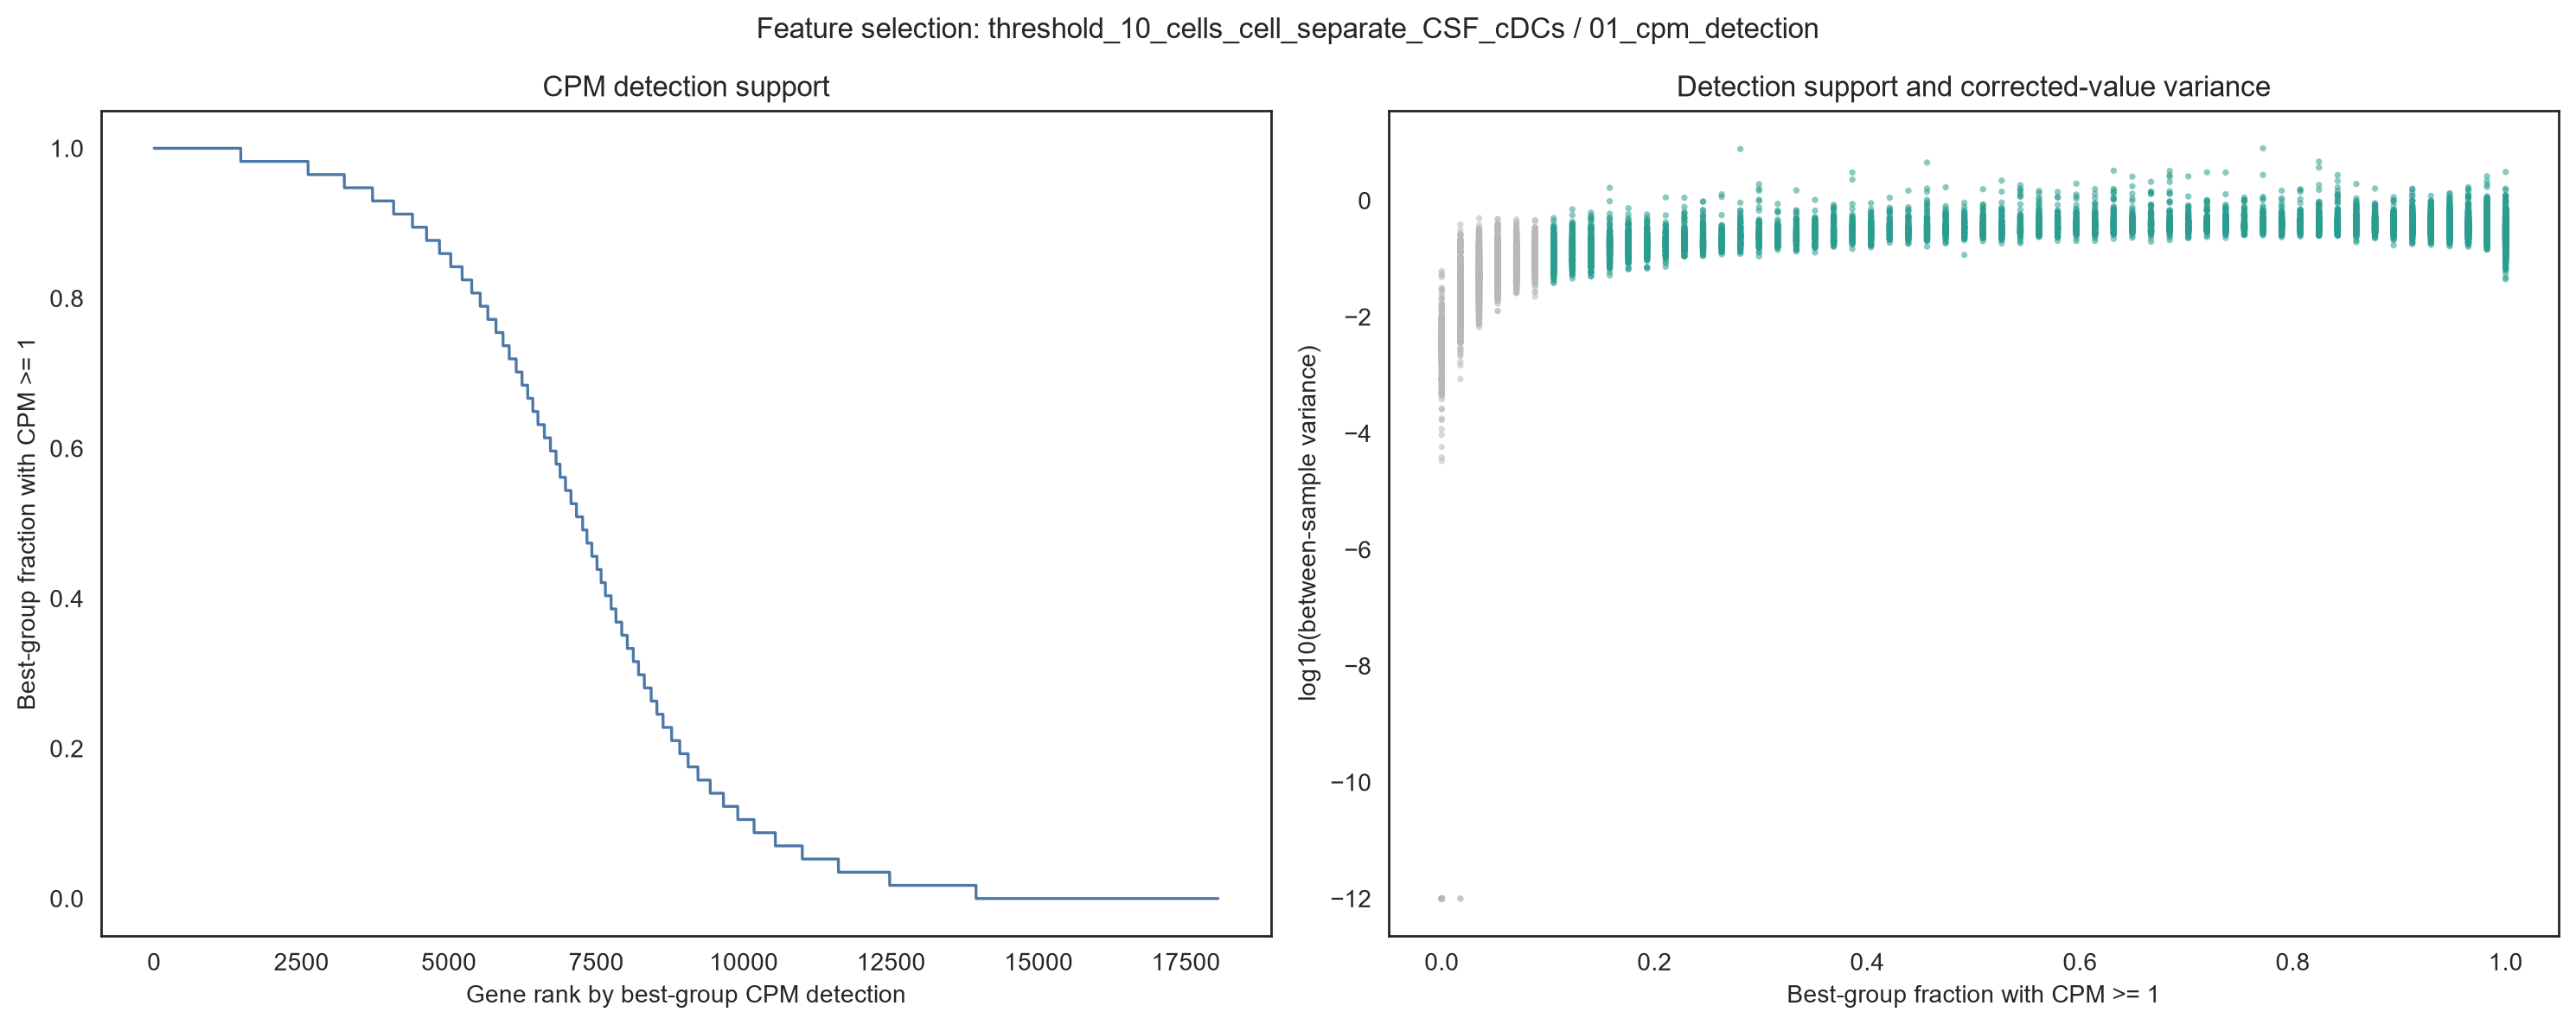 Feature selection: threshold_10_cells_cell_separate_CSF_cDCs / 01_cpm_detection
CPM detection support
Best-group fraction with CPM >= 1
1.0
0.8
0.6
0.4
0.2
0.0
0 2500 5000 7500 10000 12500 15000 17500
Gene rank by best-group CPM detection
Detection support and corrected-value variance
log10(between-sample variance)
0
−2
−4
−6
−8
−10
−12
0.0 0.2 0.4 0.6 0.8 1.0
Best-group fraction with CPM >= 1